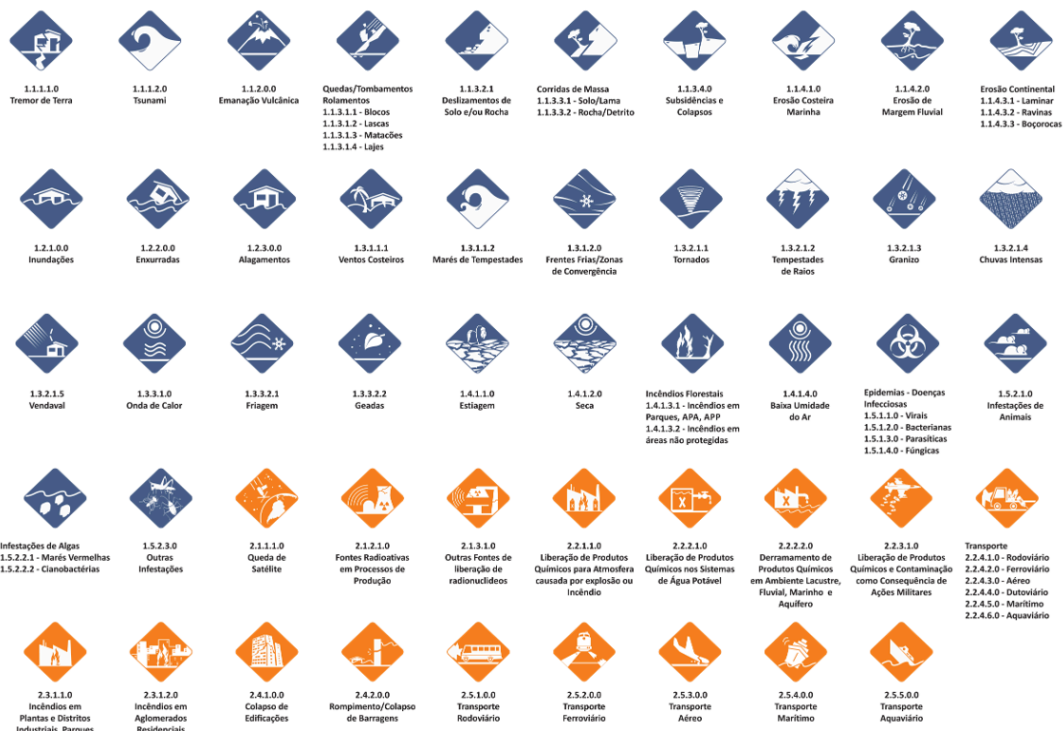 1.1.1.1.0
Tremor de Terra
1.1.1.2.0
Tsunami
1.1.2.0.0
Emanação Vulcânica
Quedas/Tombamentos
Rolamentos
1.1.3.1.1 - Blocos
1.1.3.1.2 - Lascas
1.1.3.1.3 - Matacões
1.1.3.1.4 - Lajes
1.1.3.2.1
Deslizamentos de
Solo e/ou Rocha
Corridas de Massa
1.1.3.3.1 - Solo/Lama
1.1.3.3.2 - Rocha/Detrito
1.1.3.4.0
Subsidências e
Colapsos
1.1.4.1.0
Erosão Costeira
Marinha
1.1.4.2.0
Erosão de
Margem Fluvial
Erosão Continental
1.1.4.3.1 - Laminar
1.1.4.3.2 - Ravinas
1.1.4.3.3 - Boçorocas
1.2.1.0.0
Inundações
1.2.2.0.0
Enxurradas
1.2.3.0.0
Alagamentos
1.3.1.1.1
Ventos Costeiros
1.3.1.1.2
Marés de Tempestades
1.3.1.2.0
Frentes Frias/Zonas
de Convergência
1.3.2.1.1
Tornados
1.3.2.1.2
Tempestades
de Raios
1.3.2.1.3
Granizo
1.3.2.1.4
Chuvas Intensas
1.3.2.1.5
Vendaval
1.3.3.1.0
Onda de Calor
1.3.3.2.1
Friagem
1.3.3.2.2
Geadas
1.4.1.1.0
Estiagem
1.4.1.2.0
Seca
Incêndios Florestais
1.4.1.3.1 - Incêndios em
Parques, APA, APP
1.4.1.3.2 - Incêndios em
áreas não protegidas
1.4.1.4.0
Baixa Umidade
do Ar
Epidemias - Doenças
Infecciosas
1.5.1.1.0 - Virais
1.5.1.2.0 - Bacterianas
1.5.1.3.0 - Parasíticas
1.5.1.4.0 - Fúngicas
1.5.2.1.0
Infestações de
Animais
Infestações de Algas
1.5.2.2.1 - Marés Vermelhas
1.5.2.2.2 - Cianobactérias
1.5.2.3.0
Outras
Infestações
2.1.1.1.0
Queda de
Satélite
2.1.2.1.0
Fontes Radioativas
em Processos de
Produção
2.1.3.1.0
Outras Fontes de
liberação de
radionuclídeos
2.2.1.1.0
Liberação de Produtos
Químicos para Atmosfera
causada por explosão ou
Incêndio
X
2.2.2.1.0
Liberação de Produtos
Químicos nos Sistemas
de Água Potável
X
2.2.2.2.0
Derramamento de
Produtos Químicos
em Ambiente Lacustre,
Fluvial, Marinho e
Aquífero
2.2.3.1.0
Liberação de Produtos
Químicos e Contaminação
como Consequência de
Ações Militares
Transporte
2.2.4.1.0 - Rodoviário
2.2.4.2.0 - Ferroviário
2.2.4.3.0 - Aéreo
2.2.4.4.0 - Dutoviário
2.2.4.5.0 - Marítimo
2.2.4.6.0 - Aquaviário
2.3.1.1.0
Incêndios em
Plantas e Distritos
Industriais, Parques
2.3.1.2.0
Incêndios em
Aglomerados
Residenciais
2.4.1.0.0
Colapso de
Edificações
2.4.2.0.0
Rompimento/Colapso
de Barragens
2.5.1.0.0
Transporte
Rodoviário
2.5.2.0.0
Transporte
Ferroviário
2.5.3.0.0
Transporte
Aéreo
2.5.4.0.0
Transporte
Marítimo
2.5.5.0.0
Transporte
Aquaviário